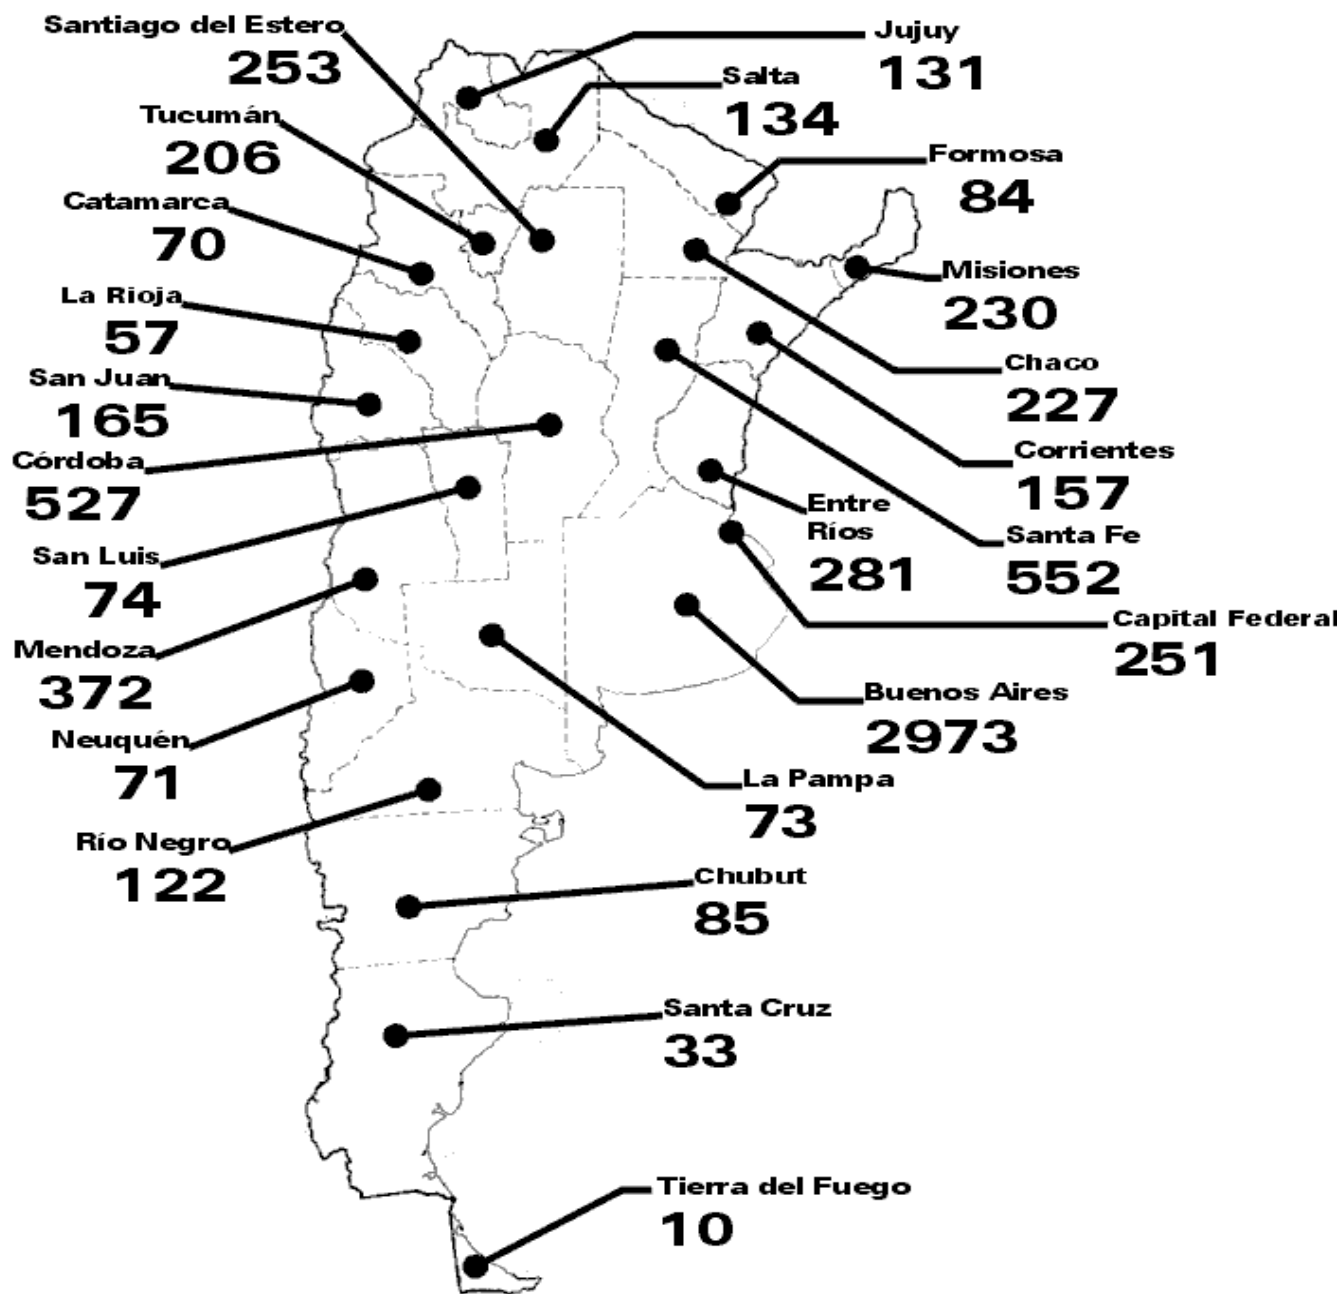 Santiago del Estero
253
Tucumán
206
Catamarca
70
La Rioja
57
San Juan
165
Córdoba
527
San Luis
74
Mendoza
372
Neuquén
71
Río Negro
122
Jujuy
131
Salta
134
Formosa
84
Misiones
230
Chaco
227
Corrientes
157
Entre
Ríos
281
Santa Fe
552
Capital Federal
251
Buenos Aires
2973
La Pampa
73
Chubut
85
Santa Cruz
33
Tierra del Fuego
10